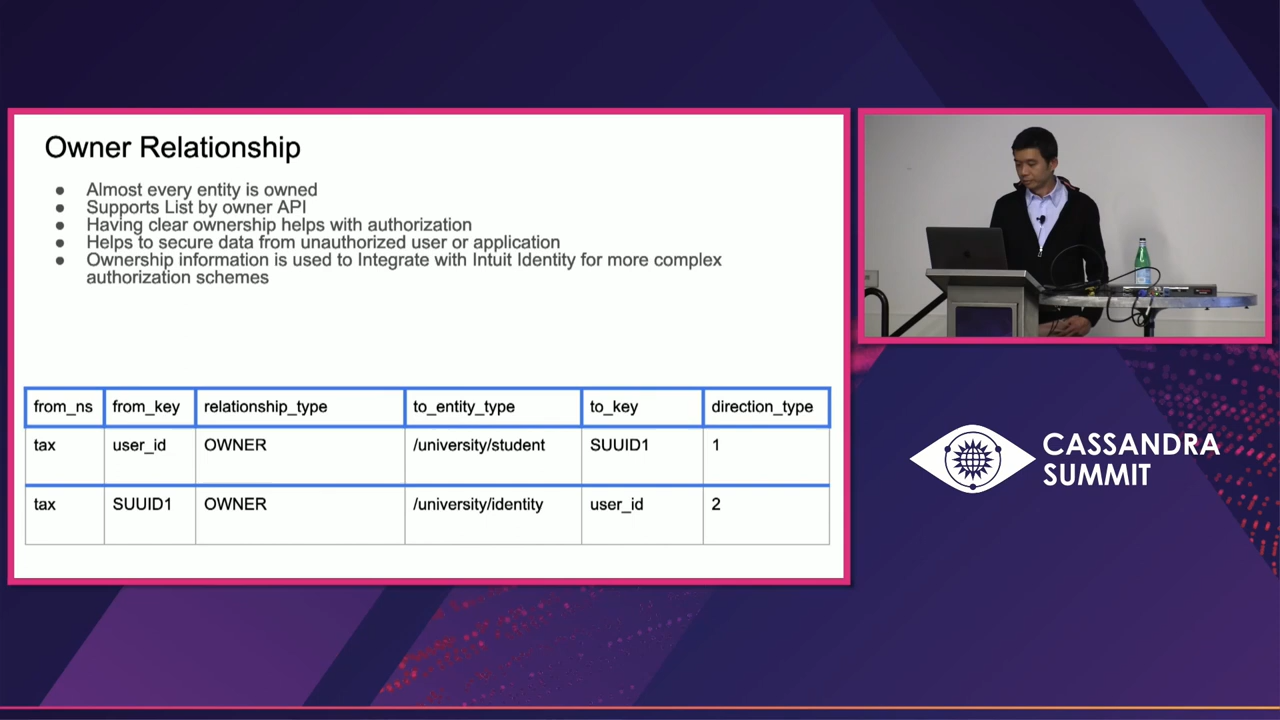 Owner Relationship
● Almost every entity is owned
● Supports List by owner API
● Having clear ownership helps with authorization
● Helps to secure data from unauthorized user or application
● Ownership information is used to Integrate with Intuit Identity for more complex
authorization schemes
from_ns from_key relationship_type to_entity_type to_key direction_type
tax user_id OWNER /university/student SUUID1 1
tax SUUID1 OWNER /university/identity user_id 2
CASSANDRA
SUMMIT